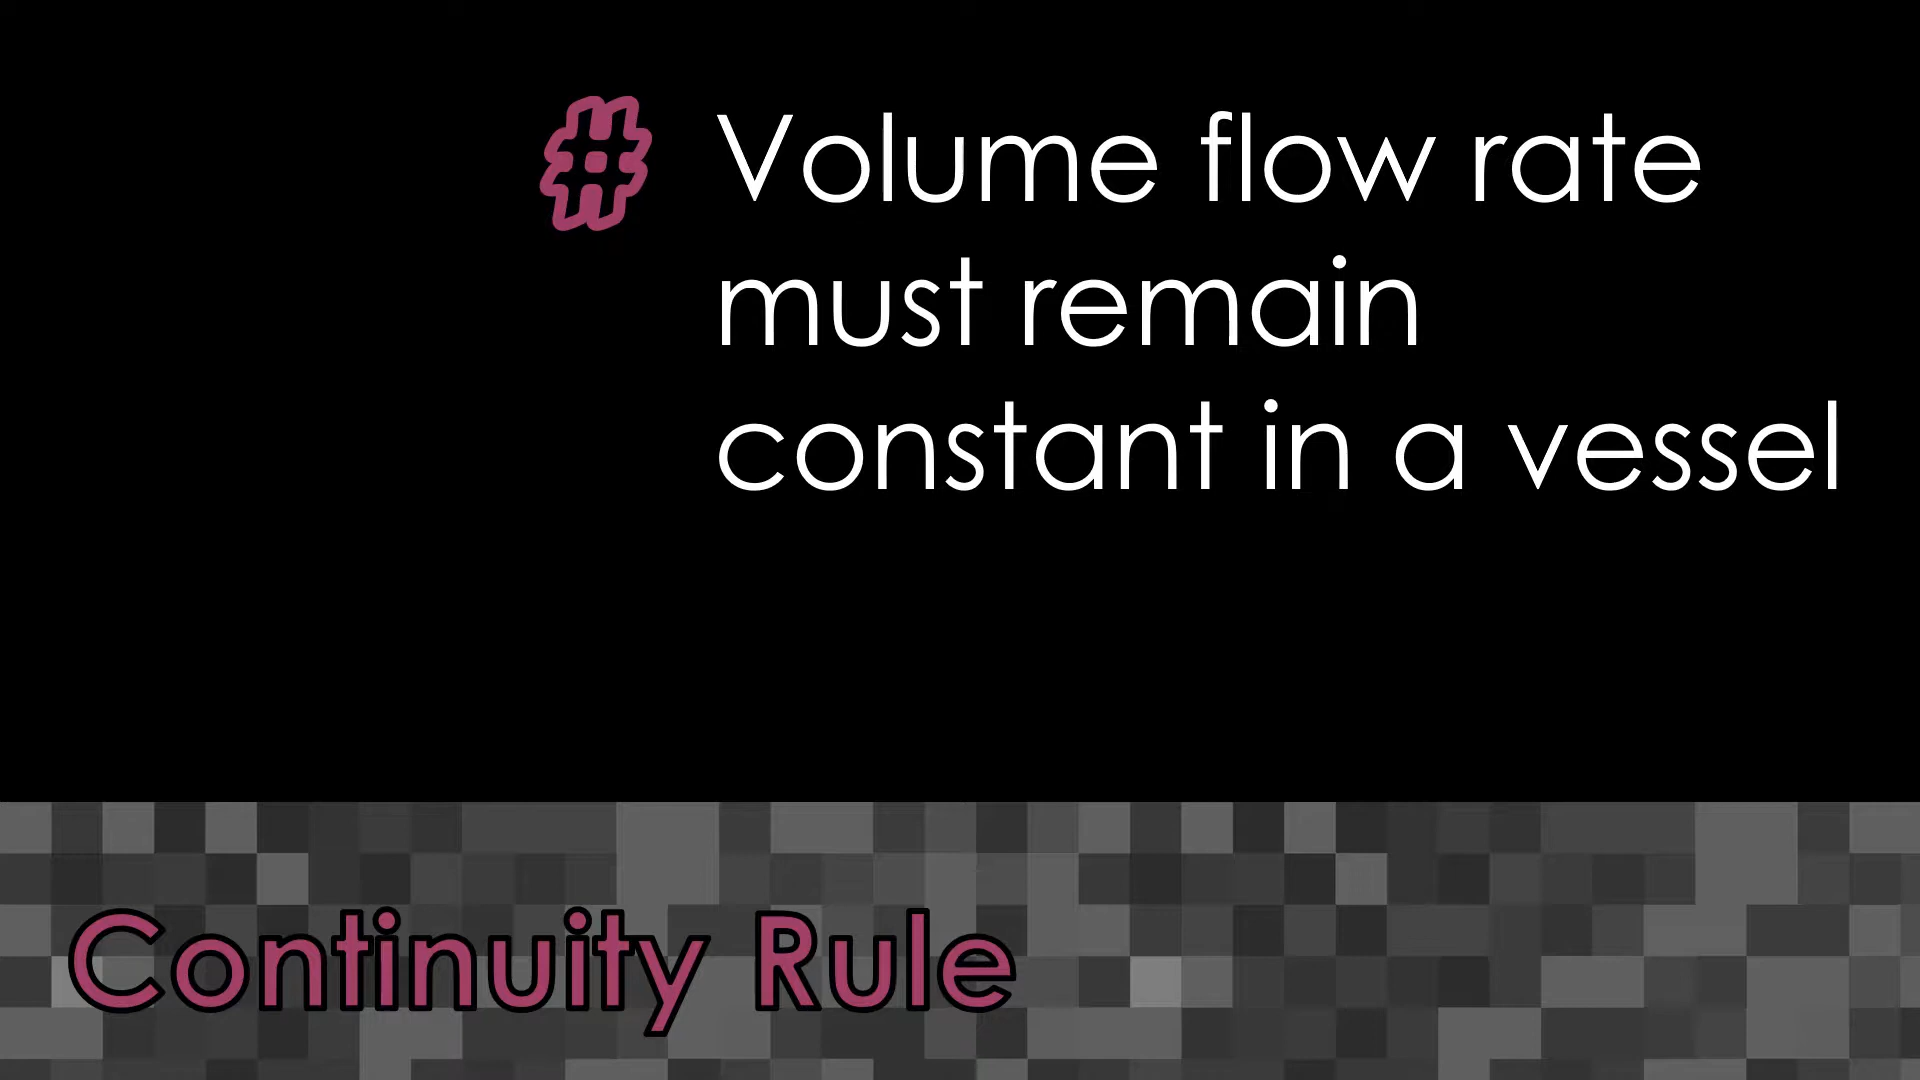 # Volume flow rate
must remain
constant in a vessel
Continuity Rule